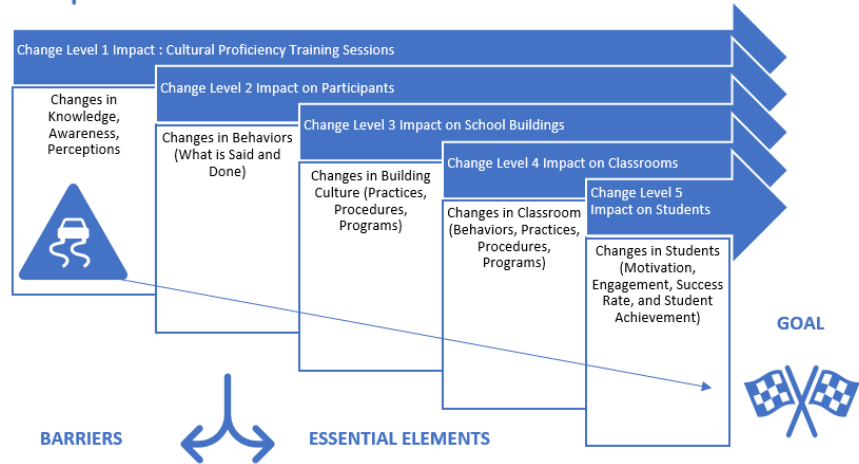 Change Level 1 Impact : Cultural Proficiency Training Sessions
Changes in
Knowledge,
Awareness,
Perceptions
Change Level 2 Impact on Participants
Changes in Behaviors
(What is Said and
Done)
Change Level 3 Impact on School Buildings
Changes in Building
Culture (Practices,
Procedures,
Programs)
Change Level 4 Impact on Classrooms
Changes in Classroom
(Behaviors, Practices,
Procedures,
Programs)
Change Level 5
Impact on Students
Changes in Students
(Motivation,
Engagement, Success
Rate, and Student
Achievement)
GOAL
BARRIERS
ESSENTIAL ELEMENTS